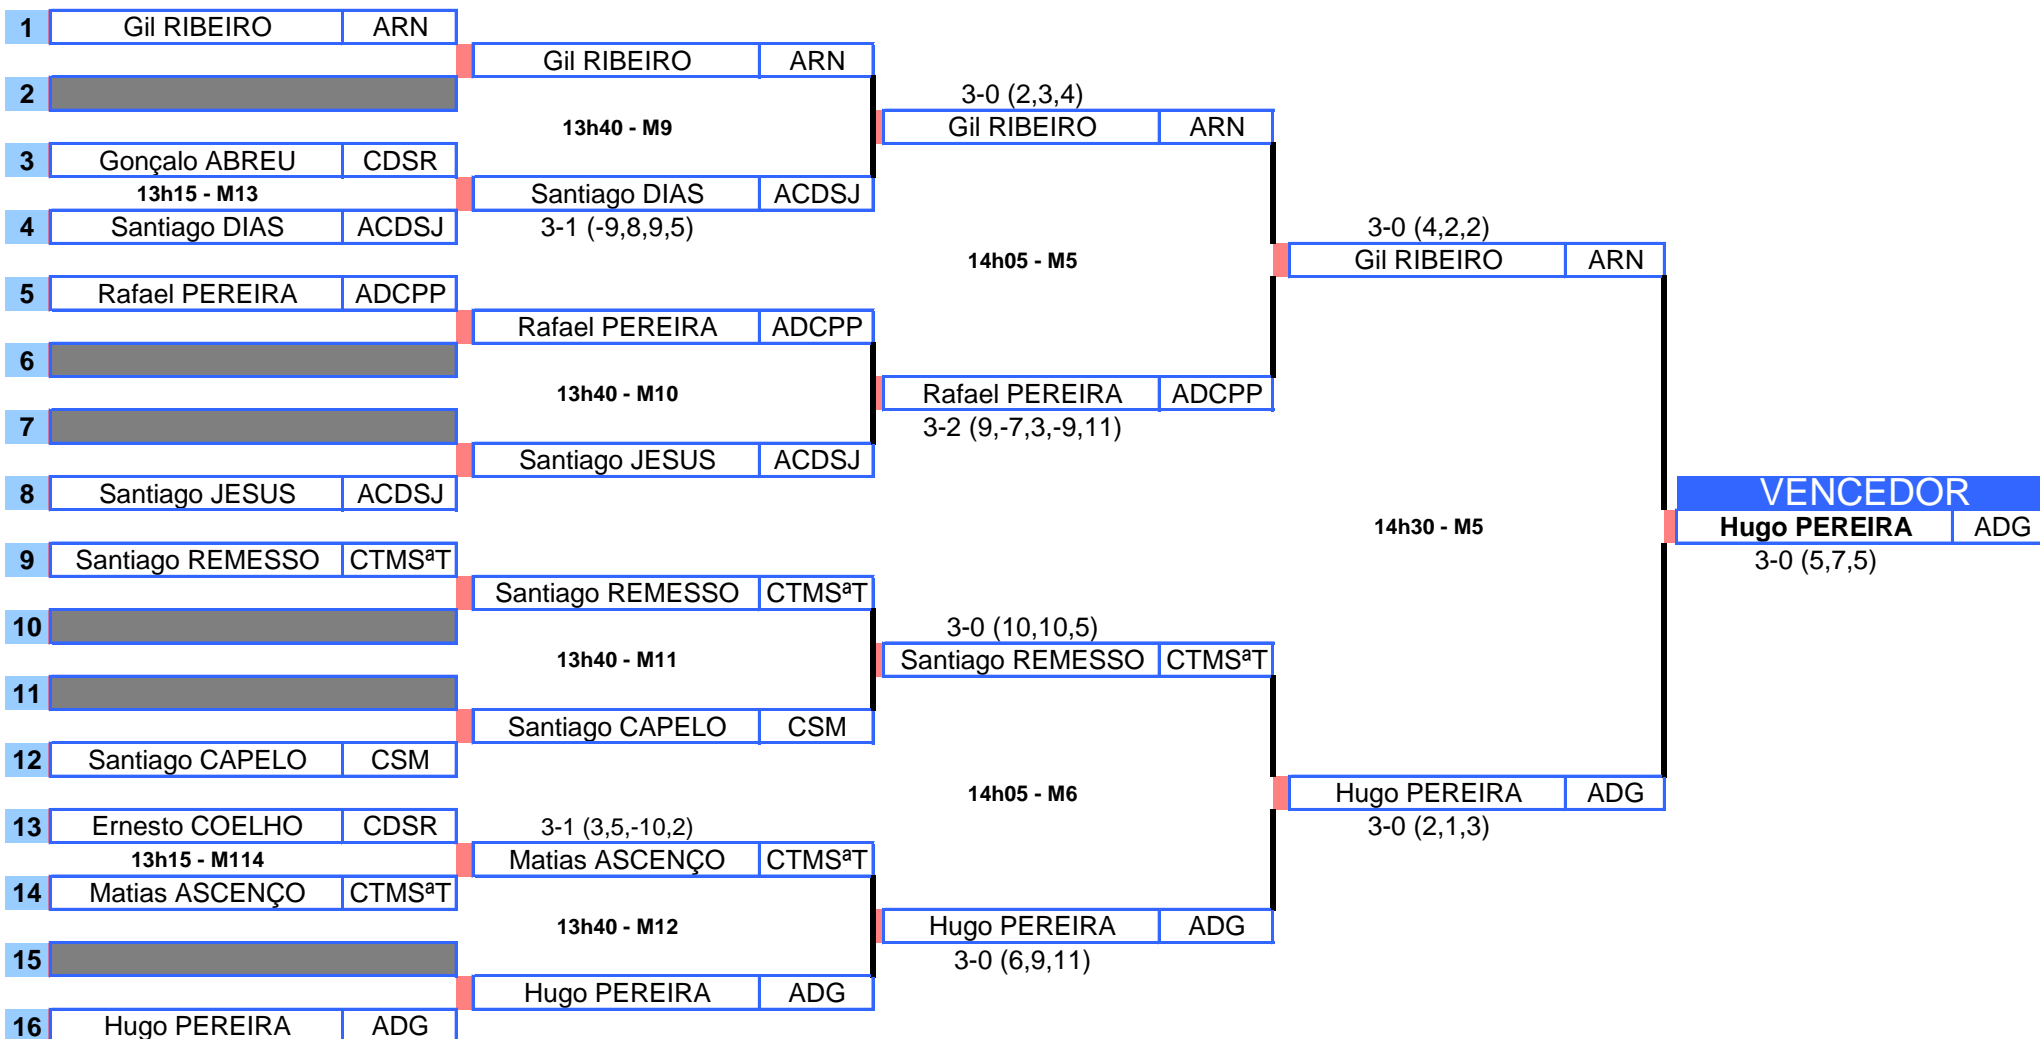 1 Gil RIBEIRO ARN
Gil RIBEIRO ARN
2
3-0 (2,3,4)
13h40 - M9
Gil RIBEIRO ARN
3 Gonçalo ABREU CDSR
13h15 - M13
Santiago DIAS ACDSJ
4 Santiago DIAS ACDSJ
3-1 (-9,8,9,5)
3-0 (4,2,2)
14h05 - M5
Gil RIBEIRO ARN
5 Rafael PEREIRA ADCPP
Rafael PEREIRA ADCPP
6
13h40 - M10
Rafael PEREIRA ADCPP
7
3-2 (9,-7,3,-9,11)
Santiago JESUS ACDSJ
8 Santiago JESUS ACDSJ
VENCEDOR
14h30 - M5
Hugo PEREIRA ADG
3-0 (5,7,5)
9 Santiago REMESSO CTMSªT
Santiago REMESSO CTMSªT
10
3-0 (10,10,5)
13h40 - M11
Santiago REMESSO CTMSªT
11
Santiago CAPELO CSM
12 Santiago CAPELO CSM
14h05 - M6
Hugo PEREIRA ADG
3-0 (2,1,3)
13 Ernesto COELHO CDSR
3-1 (3,5,-10,2)
13h15 - M114
Matias ASCENÇO CTMSªT
14 Matias ASCENÇO CTMSªT
13h40 - M12
Hugo PEREIRA ADG
15
3-0 (6,9,11)
Hugo PEREIRA ADG
16 Hugo PEREIRA ADG